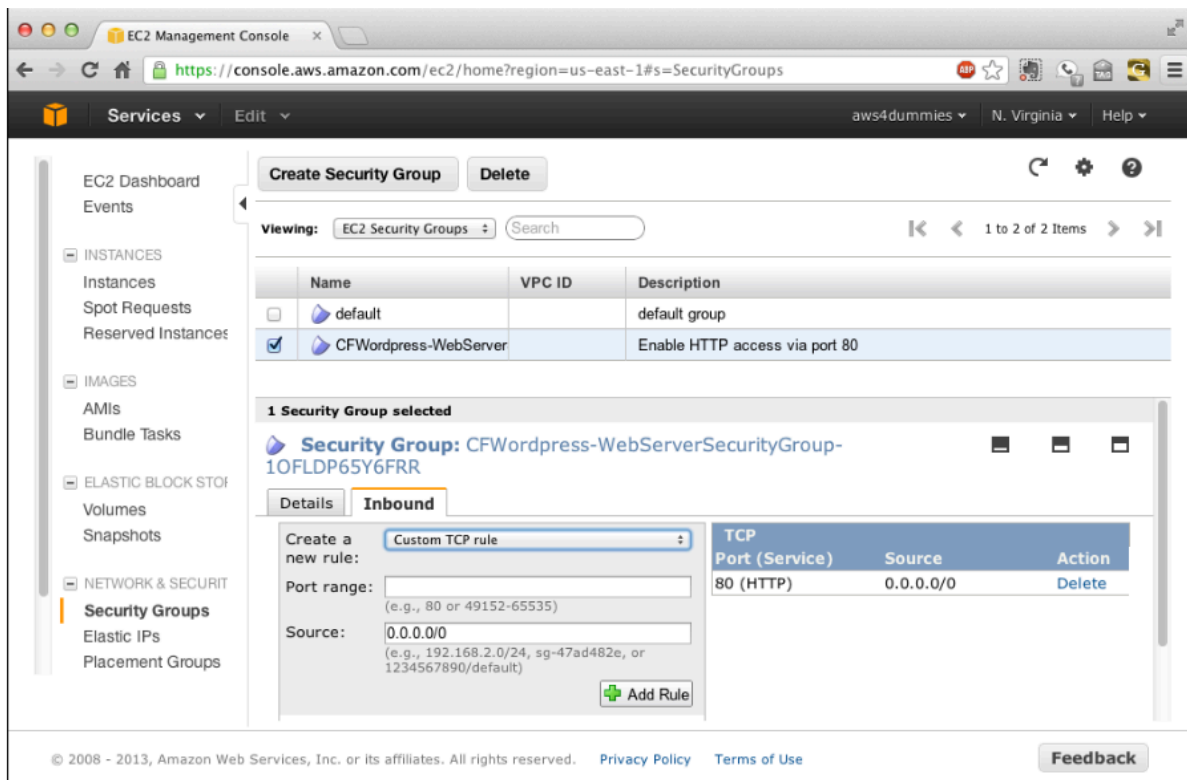 EC2 Management Console
https://console.aws.amazon.com/ec2/home?region=us-east-1#s=SecurityGroups
ABP
7
TAG
G
Services
Edit
aws4dummies
N. Virginia
Help
EC2 Dashboard
Events
INSTANCES
Instances
Spot Requests
Reserved Instances
IMAGES
AMIs
Bundle Tasks
ELASTIC BLOCK STOR
Volumes
Snapshots
NETWORK & SECURIT
Security Groups
Elastic IPs
Placement Groups
Create Security Group
Delete
Viewing: EC2 Security Groups Search
1 to 2 of 2 Items
Name VPC ID Description
default default group
CFWordpress-WebServer Enable HTTP access via port 80
1 Security Group selected
Security Group: CFWordpress-WebServerSecurityGroup-
1OFLDP65Y6FRR
Details Inbound
Create a
new rule:
Custom TCP rule
Port range:
(e.g., 80 or 49152-65535)
Source: 0.0.0.0/0
(e.g., 192.168.2.0/24, sg-47ad482e, or
1234567890/default)
Add Rule
TCP
Port (Service) Source Action
80 (HTTP) 0.0.0.0/0 Delete
© 2008 - 2013, Amazon Web Services, Inc. or its affiliates. All rights reserved. Privacy Policy Terms of Use
Feedback